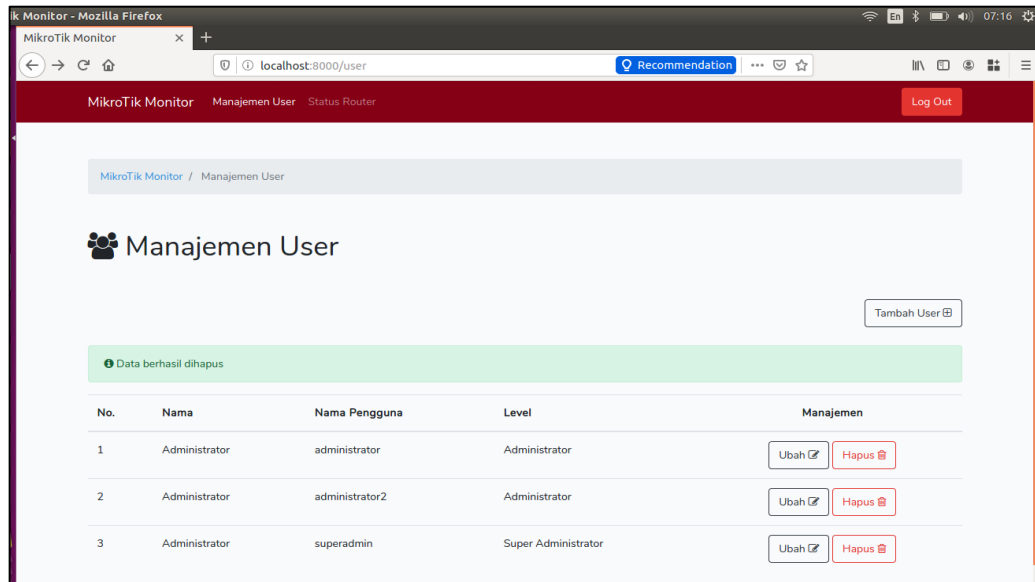 ik Monitor - Mozilla Firefox En 07:16
MikroTik Monitor × +
localhost:8000/user Recommendation
MikroTik Monitor Manajemen User Status Router Log Out
MikroTik Monitor / Manajemen User
Manajemen User
Tambah User
Data berhasil dihapus
No. Nama Nama Pengguna Level Manajemen
1 Administrator administrator Administrator Ubah Hapus
2 Administrator administrator2 Administrator Ubah Hapus
3 Administrator superadmin Super Administrator Ubah Hapus